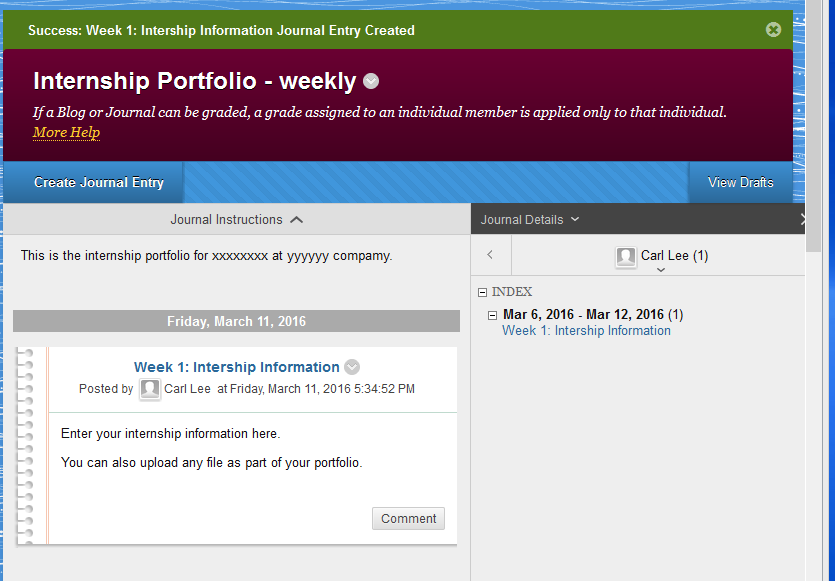 Success: Week 1: Intership Information Journal Entry Created
Internship Portfolio - weekly
If a Blog or Journal can be graded, a grade assigned to an individual member is applied only to that individual.
More Help
Create Journal Entry
View Drafts
Journal Instructions
This is the internship portfolio for xxxxxxxx at yyyyyy compamy.
Friday, March 11, 2016
Week 1: Intership Information
Posted by Carl Lee at Friday, March 11, 2016 5:34:52 PM
Enter your internship information here.
You can also upload any file as part of your portfolio.
Comment
Journal Details
Carl Lee (1)
INDEX
Mar 6, 2016 - Mar 12, 2016 (1)
Week 1: Intership Information